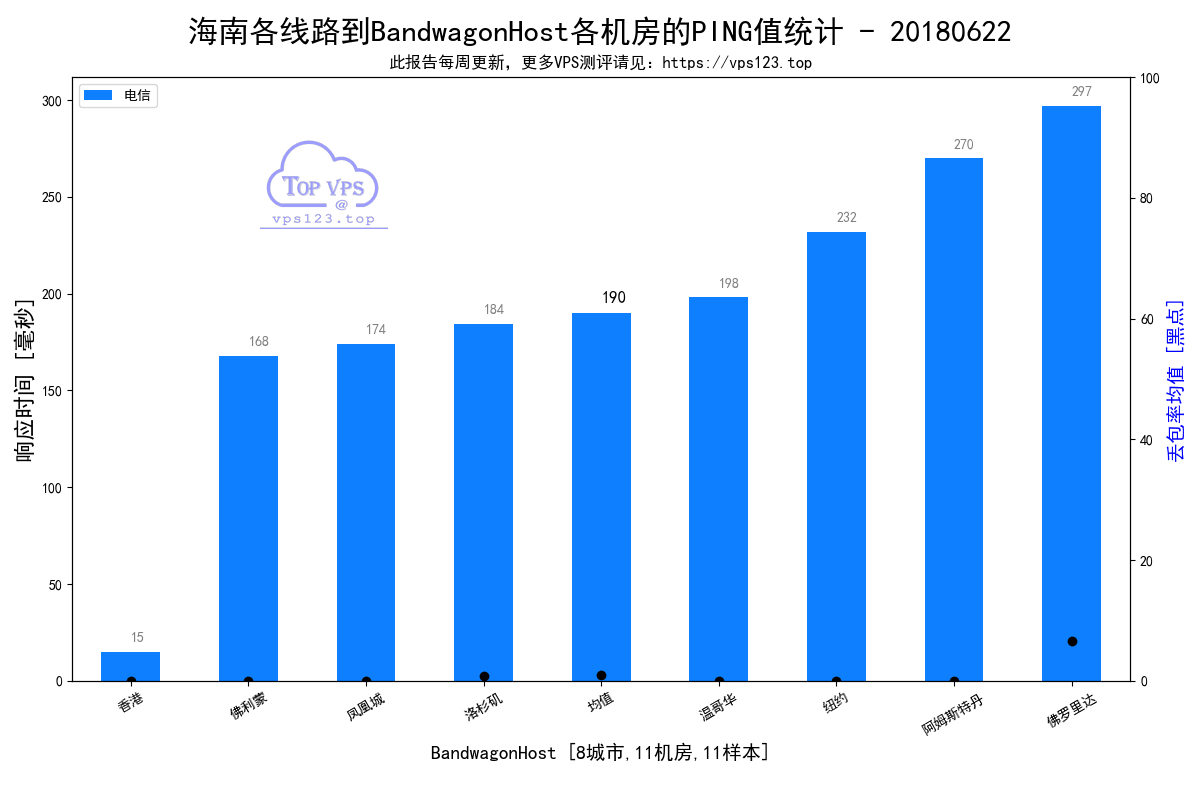 海南各线路到BandwagonHost各机房的PING值统计 - 20180622
此报告每周更新，更多VPS测评请见：https://vps123.top
电信
TOP VPS
@
vps123.top
响应时间 [毫秒]
300
250
200
150
100
50
0
15
168
174
184
190
198
232
270
297
100
80
60
40
20
0
丢包率均值 [黑点]
香港
佛利蒙
凤凰城
洛杉矶
均值
温哥华
纽约
阿姆斯特丹
佛罗里达
BandwagonHost [8城市,11机房,11样本]